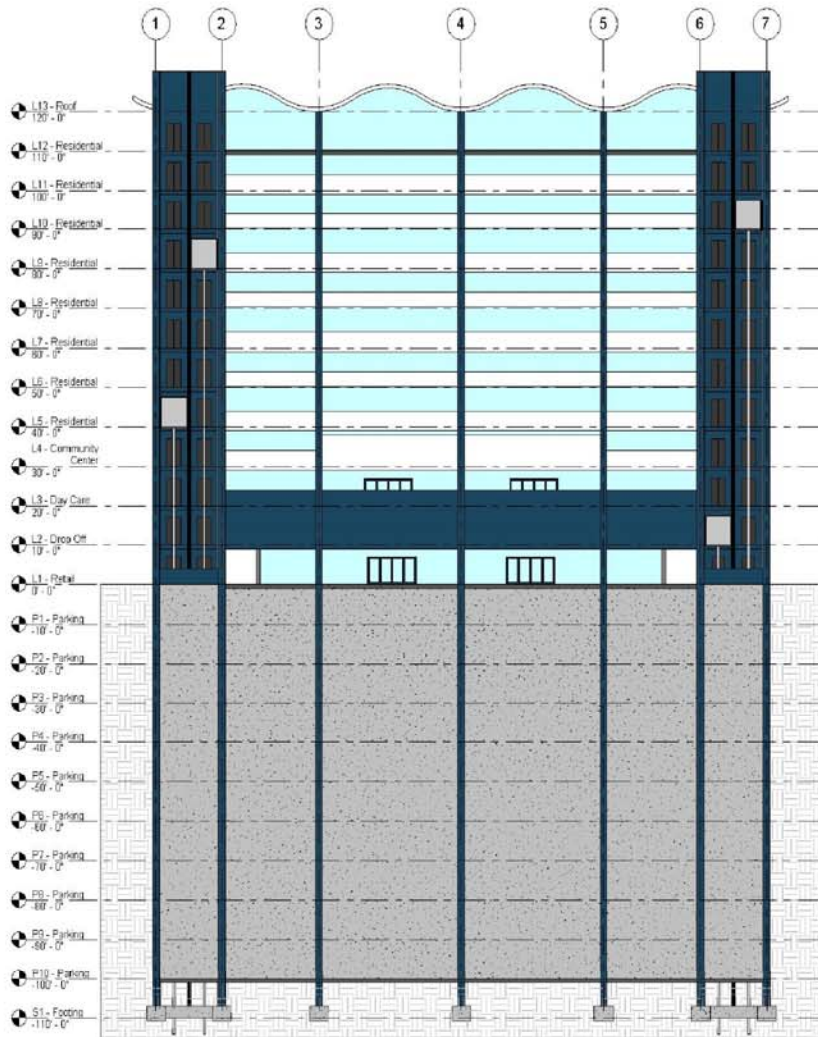 1 2 3 4 5 6 7
L13 - Roof
120' - 0"
L12 - Residential
110' - 0"
L11 - Residential
100' - 0"
L10 - Residential
90' - 0"
L9 - Residential
80' - 0"
L8 - Residential
70' - 0"
L7 - Residential
60' - 0"
L6 - Residential
50' - 0"
L5 - Residential
40' - 0"
L4 - Community
Center
30' - 0"
L3 - Day Care
20' - 0"
L2 - Drop Off
10' - 0"
L1 - Retail
0' - 0"
P1 - Parking
-10' - 0"
P2 - Parking
-20' - 0"
P3 - Parking
-30' - 0"
P4 - Parking
-40' - 0"
P5 - Parking
-50' - 0"
P6 - Parking
-60' - 0"
P7 - Parking
-70' - 0"
P8 - Parking
-80' - 0"
P9 - Parking
-90' - 0"
P10 - Parking
-100' - 0"
S1 - Footing
-110' - 0"